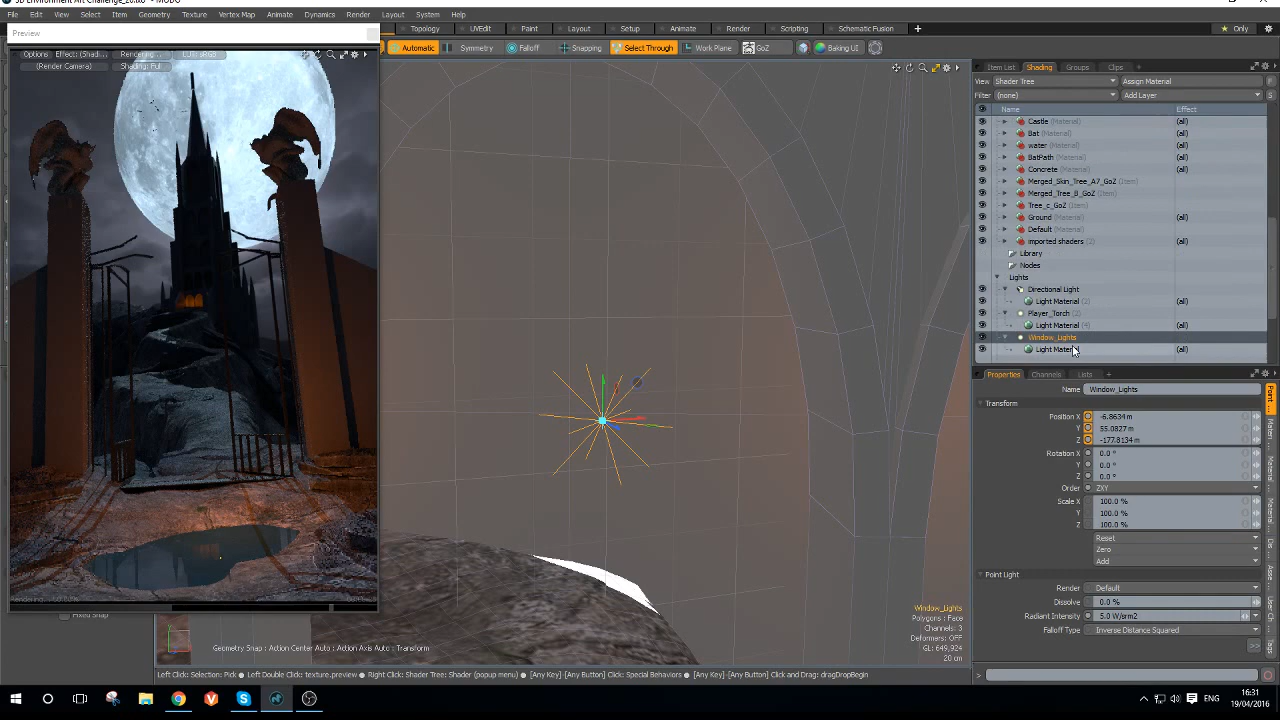 3D Environment Art Challenge_20.lxo* - MODO
File Edit View Select Item Geometry Texture Vertex Map Animate Dynamics Render Layout System Help
Preview
Topology UVEdit Paint Layout Setup Animate Render Scripting Schematic Fusion + Only
Automatic Symmetry Falloff Snapping Select Through Work Plane GoZ Baking UI
Options Effect: (Shad... Rendering...
(Render Camera) Shading: Full
Item List Shading Groups Clips +
View Shader Tree Assign Material
Filter (none) Add Layer S
Name Effect
Castle (Material) (all)
Bat (Material) (all)
water (Material) (all)
BatPath (Material) (all)
Concrete (Material) (all)
Merged_Skin_Tree_A7_GoZ (Item)
Merged_Tree_B_GoZ (Item)
Tree_c_GoZ (Item)
Ground (Material) (all)
Default (Material) (all)
imported shaders (2) (all)
Library
Nodes
Lights
Directional Light
Light Material (2) (all)
Player_Torch (2)
Light Material (4) (all)
Window_Lights
Light Material (all)
Properties Channels Lists +
Name Window_Lights
Transform
Position X -6.8634 m
Y 55.0827 m
Z -177.8134 m
Rotation X 0.0 °
Y 0.0 °
Z 0.0 °
Order ZXY
Scale X 100.0 %
Y 100.0 %
Z 100.0 %
Reset
Zero
Add
Point Light
Render Default
Dissolve 0.0 %
Radiant Intensity 5.0 W/srm2
Falloff Type Inverse Distance Squared
Window_Lights
Polygons : Face
Channels: 3
Deformers: OFF
GL: 649,924
20 cm
Fixed Snap
Geometry Snap : Action Center Auto : Action Axis Auto : Transform
Left Click: Selection: Pick ● Left Double Click: texture.preview ● Right Click: Shader Tree: Shader (popup menu) ● [Any Key]-[Any Button] Click: Special Behaviors ● [Any Key]-[Any Button] Click and Drag: dragDropBegin
ENG
16:31
19/04/2016